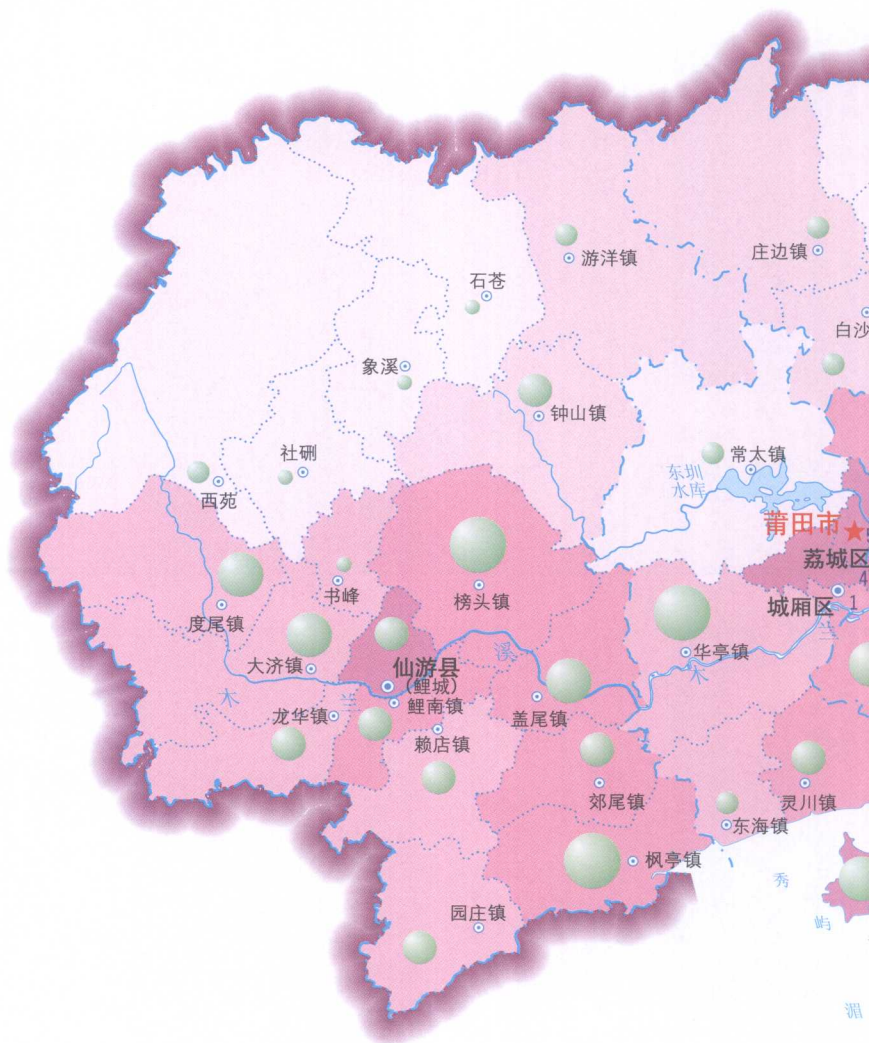 游洋镇
庄边镇
石苍
白沙
象溪
钟山镇
社硎
常太镇
东圳
水库
西苑
莆田市
荔城区
4
书峰
榜头镇
城厢区
1
度尾镇
兰
溪
华亭镇
大济镇
仙游县
(鲤城)
木
木
兰
鲤南镇
龙华镇
盖尾镇
赖店镇
郊尾镇
灵川镇
东海镇
枫亭镇
秀
屿
园庄镇
湄